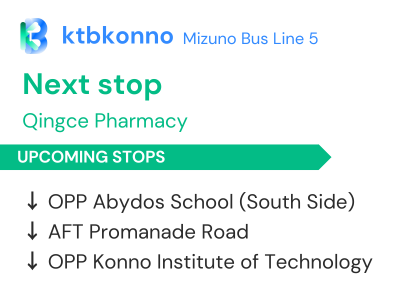 ktbkonno Mizuno Bus Line 5
Next stop
Qingce Pharmacy
UPCOMING STOPS
↓ OPP Abydos School (South Side)
↓ AFT Promanade Road
↓ OPP Konno Institute of Technology